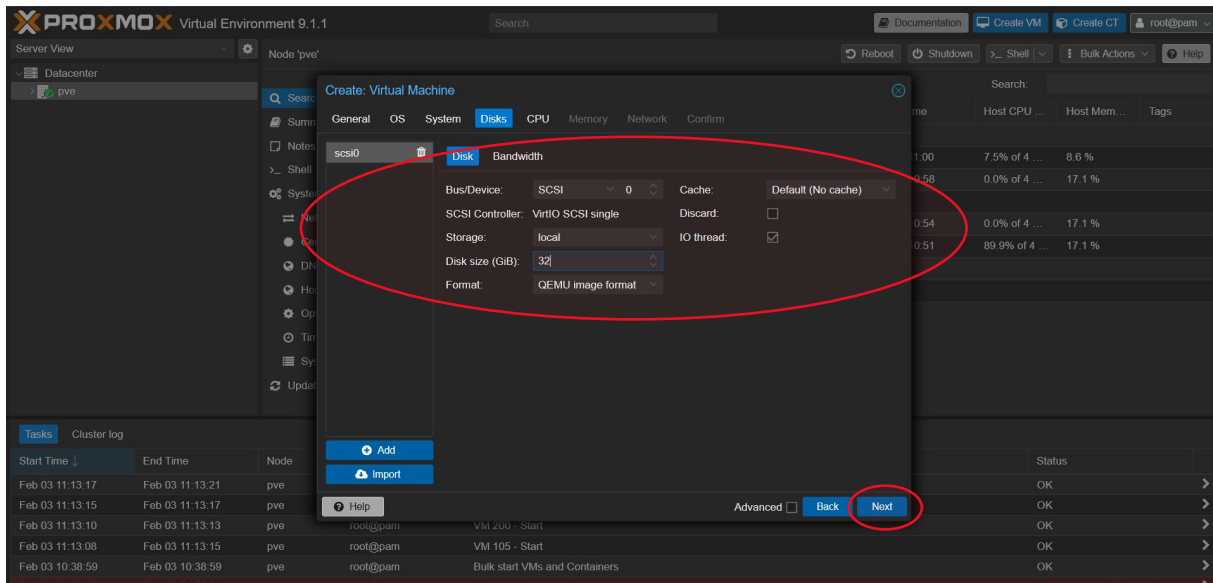 PROXMOX Virtual Environment 9.1.1 Search Documentation Create VM Create CT root@pam
Server View Node 'pve' Reboot Shutdown >_ Shell Bulk Actions Help
Datacenter
pve
Search:
Host CPU ... Host Mem... Tags
7.5% of 4 ... 8.6 %
0.0% of 4 ... 17.1 %
0:54 0.0% of 4 ... 17.1 %
0:51 89.9% of 4 ... 17.1 %
Notes
>_ Shell
Create: Virtual Machine
General OS System Disks CPU Memory Network Confirm
scsi0 Disk Bandwidth
Bus/Device: SCSI 0 Cache: Default (No cache)
SCSI Controller: VirtIO SCSI single Discard:
Storage: local IO thread:
Disk size (GiB): 32
Format: QEMU image format
Add
Import
Help Advanced Back Next
Tasks Cluster log
Start Time End Time Node Status
Feb 03 11:13:17 Feb 03 11:13:21 pve OK
Feb 03 11:13:15 Feb 03 11:13:17 pve OK
Feb 03 11:13:10 Feb 03 11:13:13 pve root@pam VM 200 - Start OK
Feb 03 11:13:08 Feb 03 11:13:15 pve root@pam VM 105 - Start OK
Feb 03 10:38:59 Feb 03 10:38:59 pve root@pam Bulk start VMs and Containers OK